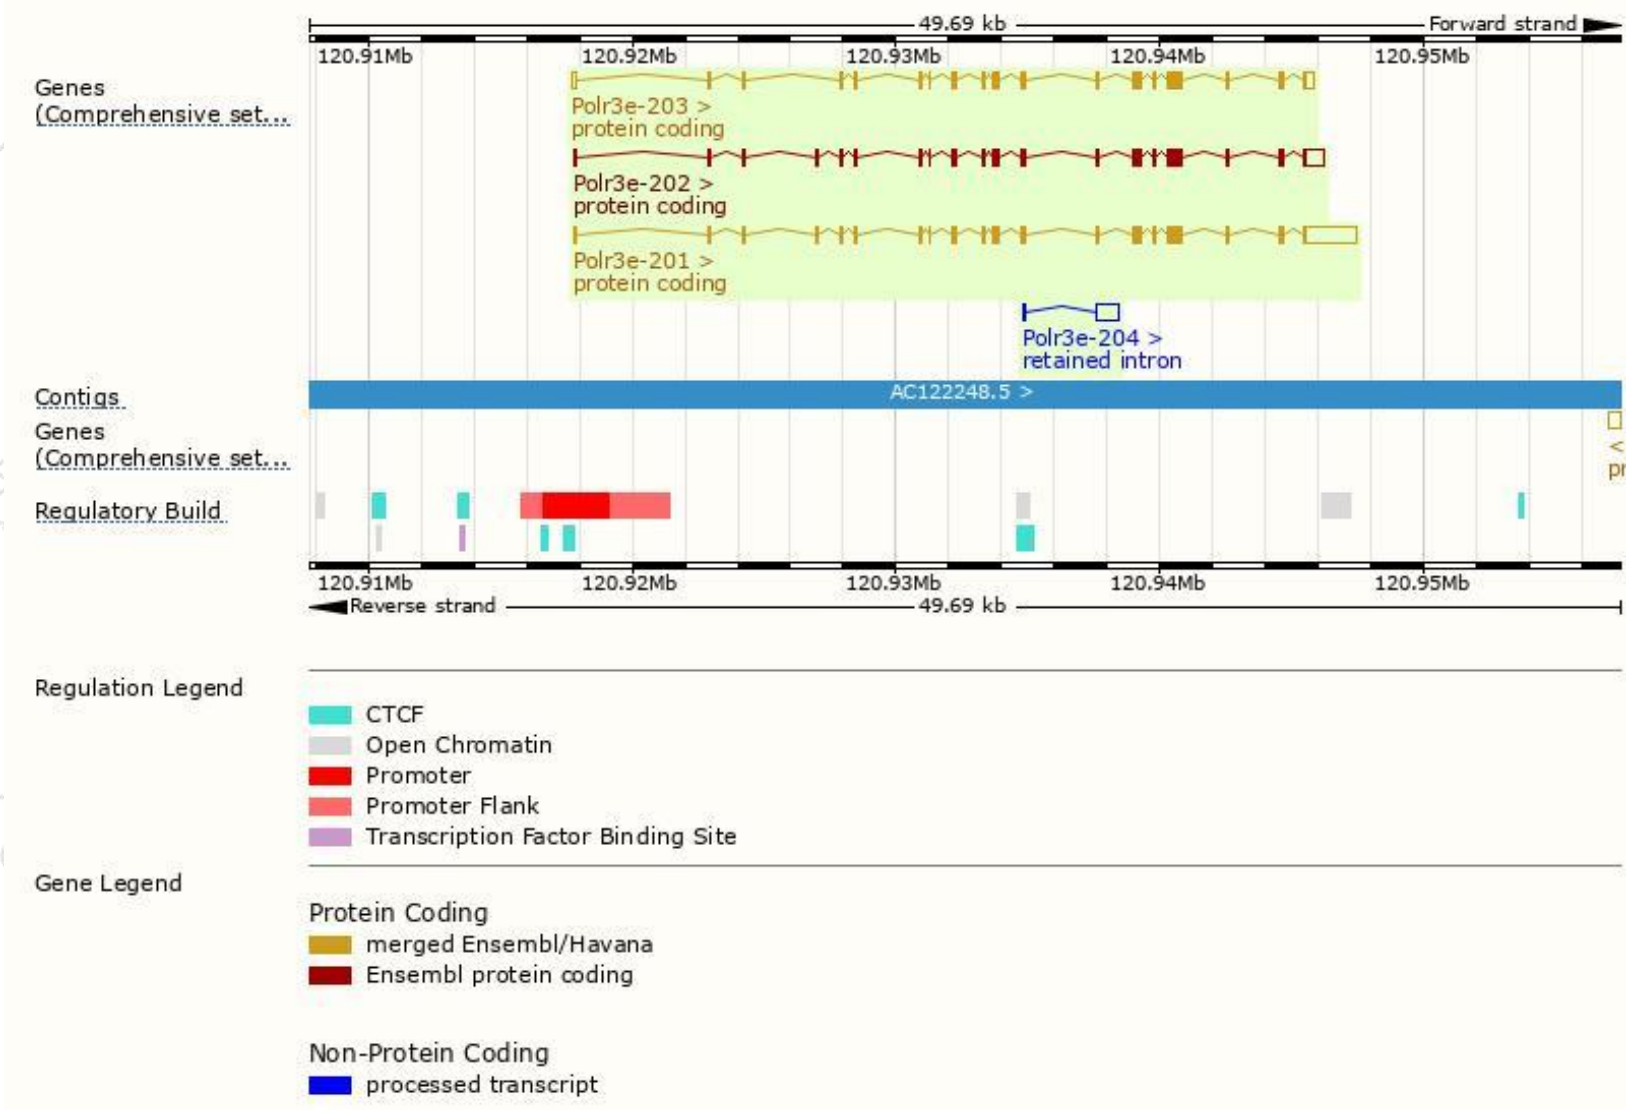 49.69 kb Forward strand
120.91Mb 120.92Mb 120.93Mb 120.94Mb 120.95Mb
Genes
(Comprehensive set...
Polr3e-203 >
protein coding
Polr3e-202 >
protein coding
Polr3e-201 >
protein coding
Polr3e-204 >
retained intron
Contigs
AC122248.5 >
Genes
(Comprehensive set...
<
pr
Regulatory Build
120.91Mb 120.92Mb 120.93Mb 120.94Mb 120.95Mb
Reverse strand 49.69 kb
Regulation Legend
CTCF
Open Chromatin
Promoter
Promoter Flank
Transcription Factor Binding Site
Gene Legend
Protein Coding
merged Ensembl/Havana
Ensembl protein coding
Non-Protein Coding
processed transcript